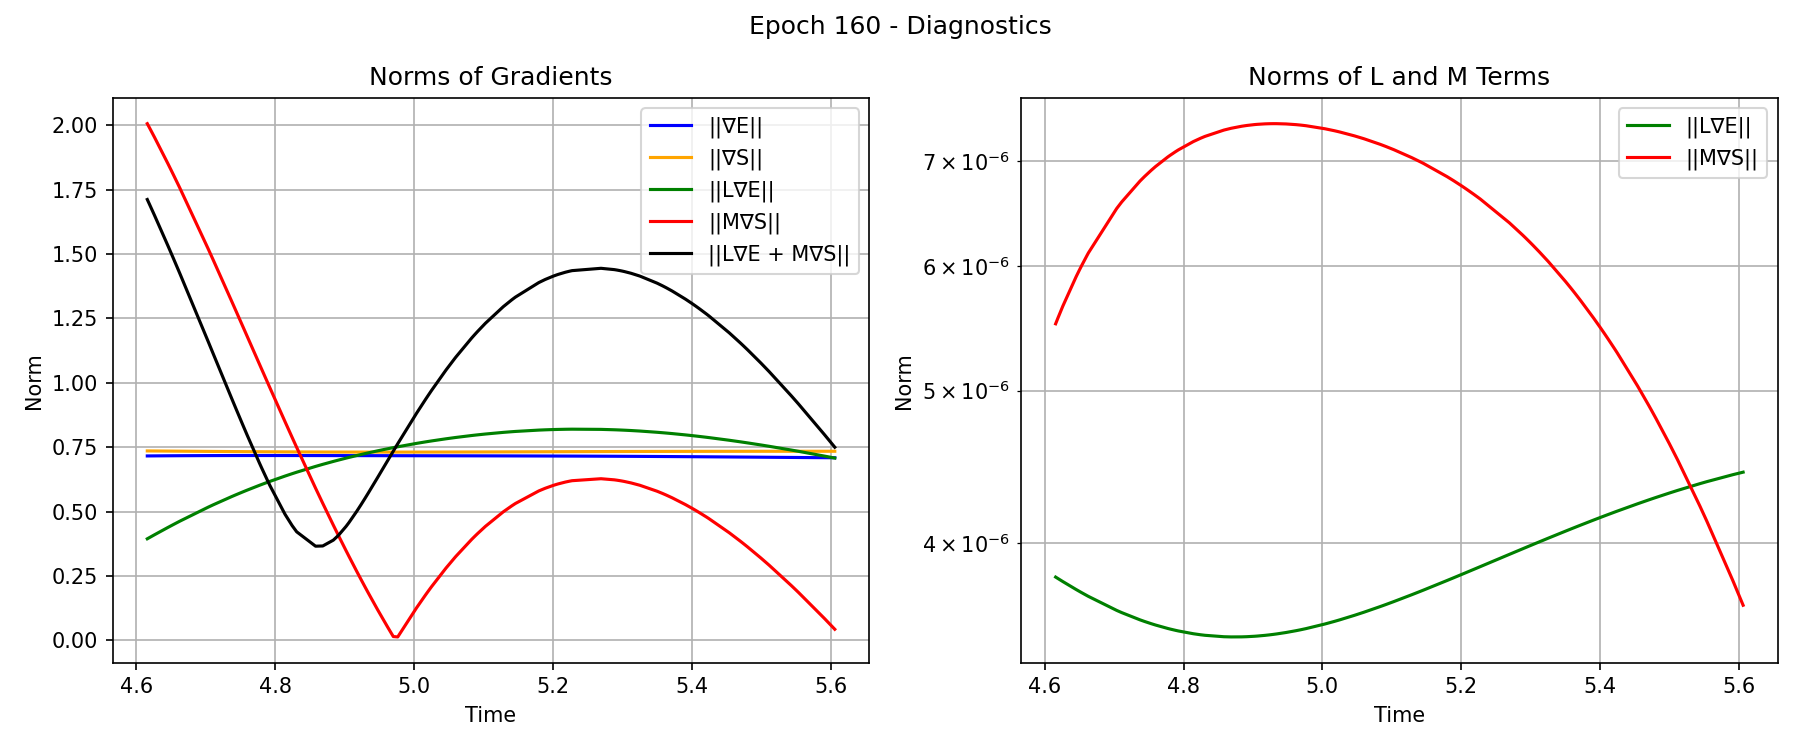 Epoch 160 - Diagnostics
Norms of Gradients
Norm
2.00
1.75
1.50
1.25
1.00
0.75
0.50
0.25
0.00
4.6 4.8 5.0 5.2 5.4 5.6
Time
||∇E||
||∇S||
||L∇E||
||M∇S||
||L∇E + M∇S||
Norms of L and M Terms
Norm
7 × 10⁻⁶
6 × 10⁻⁶
5 × 10⁻⁶
4 × 10⁻⁶
4.6 4.8 5.0 5.2 5.4 5.6
Time
||L∇E||
||M∇S||